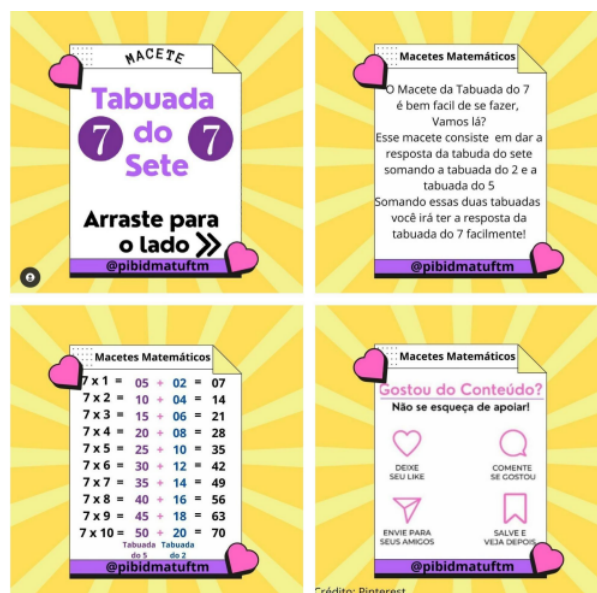 MACETE
Tabuada
7 do 7
Sete
Arraste para
o lado
@pibidmatuftm
Macetes Matemáticos
O Macete da Tabuada do 7
é bem facil de se fazer,
Vamos lá?
Esse macete consiste em dar a
resposta da tabuda do sete
somando a tabuada do 2 e a
tabuada do 5
Somando essas duas tabuadas
você irá ter a resposta da
tabuada do 7 facilmente!
@pibidmatuftm
Macetes Matemáticos
7 x 1 = 05 + 02 = 07
7 x 2 = 10 + 04 = 14
7 x 3 = 15 + 06 = 21
7 x 4 = 20 + 08 = 28
7 x 5 = 25 + 10 = 35
7 x 6 = 30 + 12 = 42
7 x 7 = 35 + 14 = 49
7 x 8 = 40 + 16 = 56
7 x 9 = 45 + 18 = 63
7 x 10 = 50 + 20 = 70
Tabuada Tabuada
do 5 do 2
@pibidmatuftm
Macetes Matemáticos
Gostou do Conteúdo?
Não se esqueça de apoiar!
DEIXE
SEU LIKE
COMENTE
SE GOSTOU
ENVIE PARA
SEUS AMIGOS
SALVE E
VEJA DEPOIS
@pibidmatuftm
Crédito: Pinterest